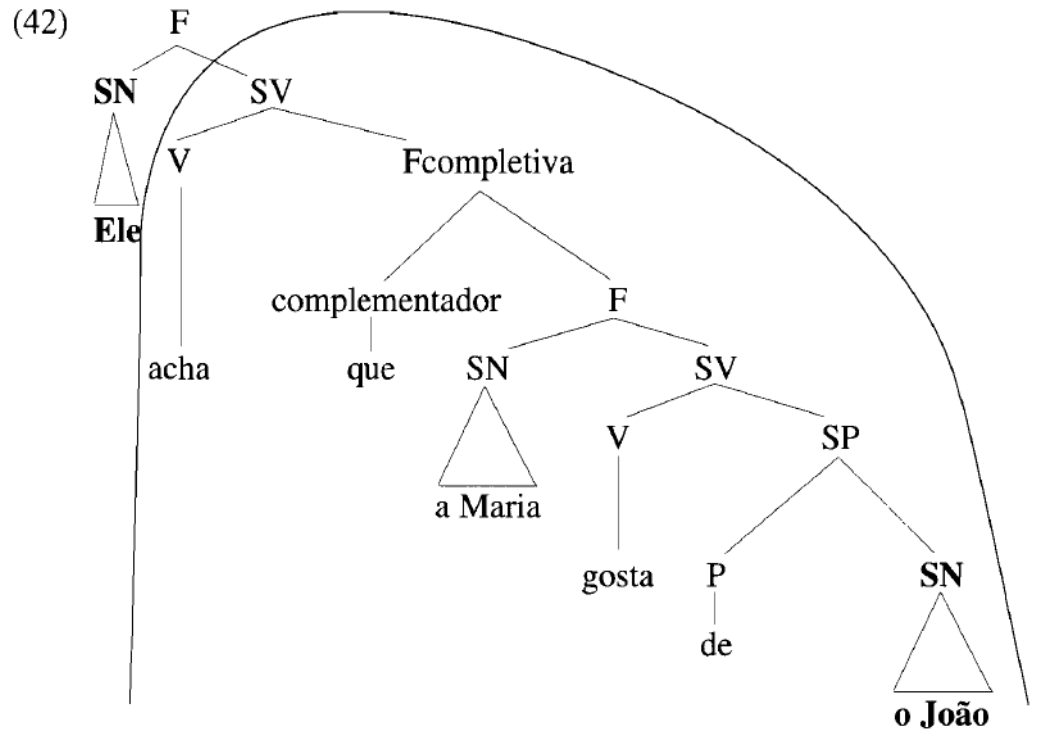 (42) F
SN SV
V Fcompletiva
Ele
complementador F
acha que SN SV
V SP
a Maria
gosta P SN
de
o João